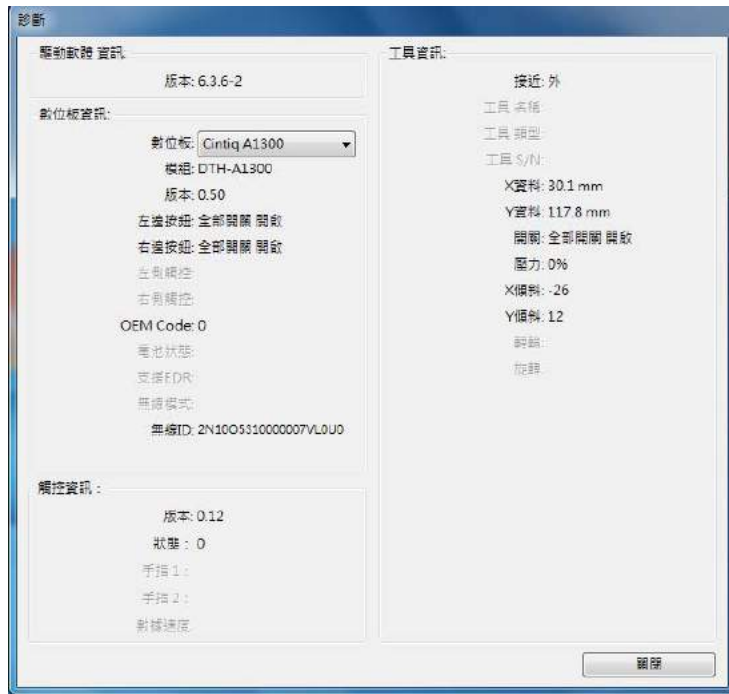 診斷
驅動軟體 資訊:
版本: 6.3.6-2
數位板資訊:
數位板: Cintiq A1300
模組: DTH-A1300
版本: 0.50
左邊按鈕: 全部開關 開啟
右邊按鈕: 全部開關 開啟
左側觸控:
右側觸控:
OEM Code: 0
電池狀態:
支援EDR:
無線模式:
無線ID:
觸控資訊：
版本: 0.12
狀態： 0
手指 1：
手指 2：
數據速度:
工具資訊:
接近: 外
工具 名稱:
工具 類型:
工具 S/N:
X資料: 30.1 mm
Y資料: 117.8 mm
開關: 全部開關 開啟
壓力: 0%
X傾斜: -26
Y傾斜: 12
轉輪:
旋轉:
關閉